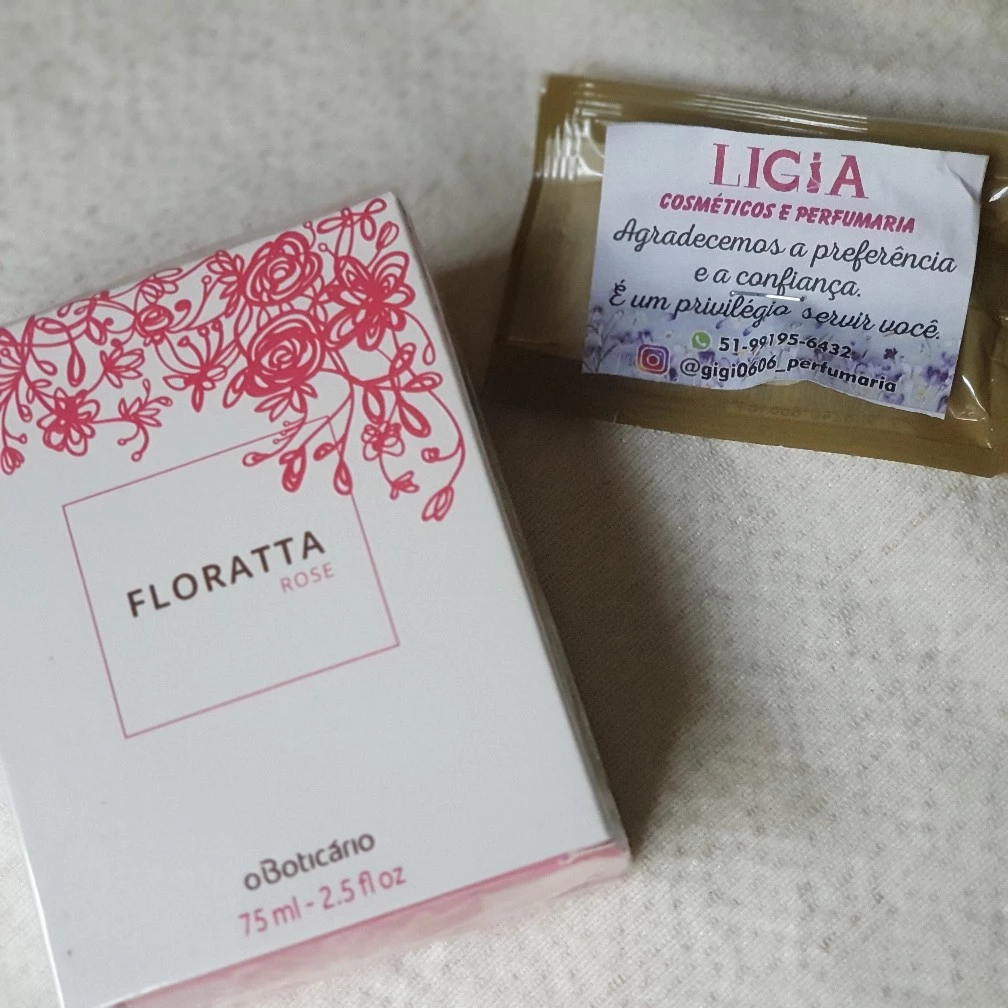 FLORATTA
ROSE
oBoticário
75 ml - 2.5 fl oz
LIGIA
COSMÉTICOS E PERFUMARIA
Agradecemos a preferência
e a confiança.
É um privilégio servir você.
51-99195-6432
@gigi0606_perfumaria